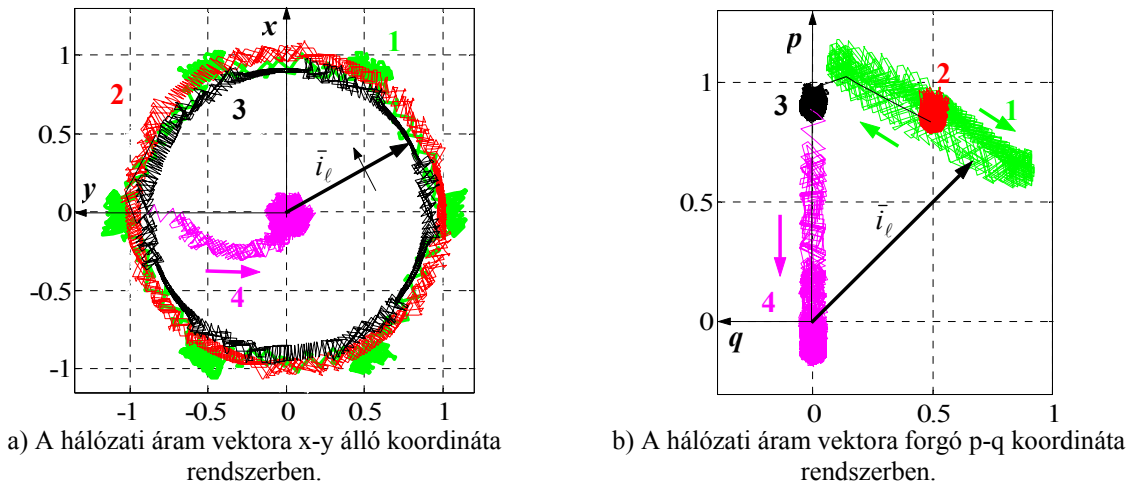 x
1
1
2
3
0.5
i̅ℓ
y
0
-0.5
4
-1
-1 -0.5 0 0.5 1
a) A hálózati áram vektora x-y álló koordináta
rendszerben.
p
1
2
3
1
0.5
i̅ℓ
4
0
q
0 0.5 1
b) A hálózati áram vektora forgó p-q koordináta
rendszerben.